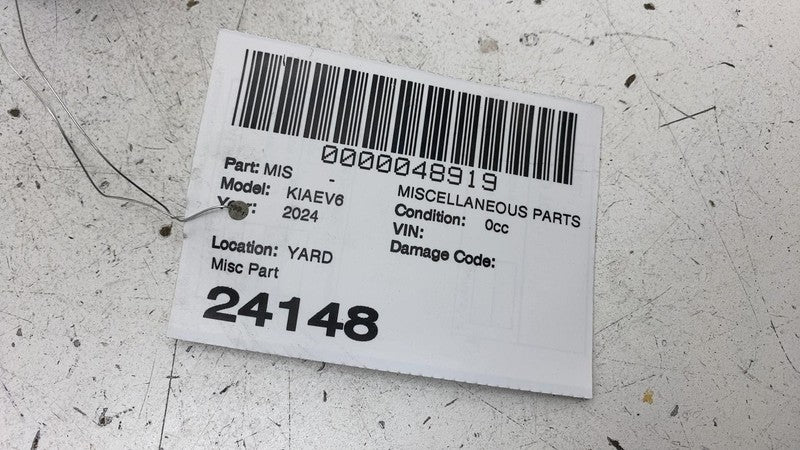 0000048919
Part: MIS -
MISCELLANEOUS PARTS
Model: KIAEV6
Condition: 0cc
Year: 2024
VIN:
Damage Code:
Location: YARD
Misc Part
24148